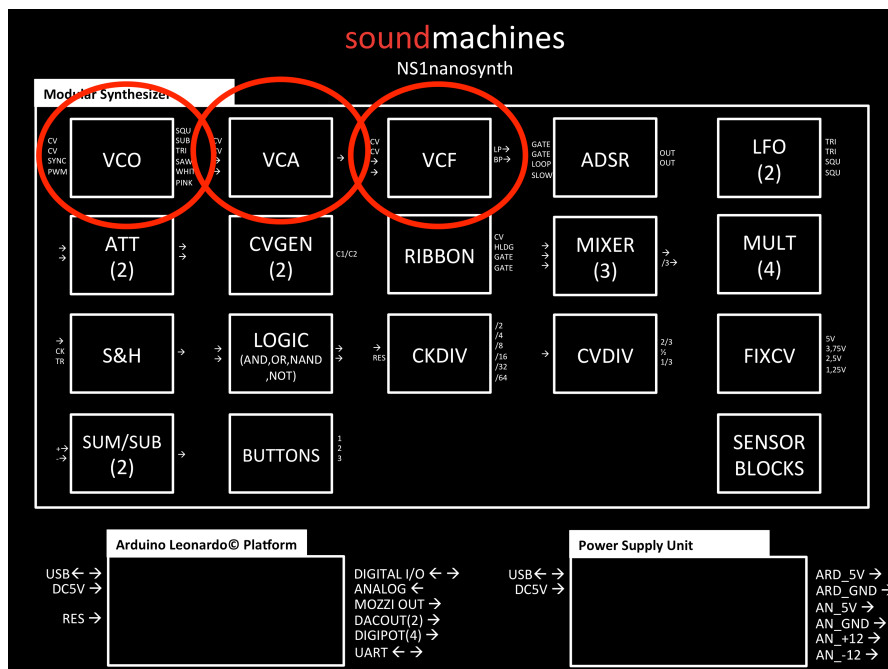 soundmachines
NS1nanosynth
Modular Synthesizer
CV
CV
SYNC
PWM
VCO
SQU
SUB
TRI
SAW
WHIT
PINK
CV
CV
→
→
VCA
→
CV
CV
→
→
VCF
LP→
BP→
GATE
GATE
LOOP
SLOW
ADSR
OUT
OUT
LFO
(2)
TRI
TRI
SQU
SQU
→
→
ATT
(2)
→
→
CVGEN
(2)
C1/C2
RIBBON
CV
HLDG
GATE
GATE
→
→
→
MIXER
(3)
→
/3→
MULT
(4)
→
CK
TR
S&H
→
→
→
LOGIC
(AND,OR,NAND
,NOT)
→
→
→
RES
CKDIV
/2
/4
/8
/16
/32
/64
→
CVDIV
2/3
½
1/3
FIXCV
5V
3,75V
2,5V
1,25V
+→
-→
SUM/SUB
(2)
→
BUTTONS
1
2
3
SENSOR
BLOCKS
Arduino Leonardo© Platform
USB← →
DC5V →
RES →
DIGITAL I/O ← →
ANALOG ←
MOZZI OUT →
DACOUT(2) →
DIGIPOT(4) →
UART ← →
Power Supply Unit
USB← →
DC5V →
ARD_5V →
ARD_GND →
AN_5V →
AN_GND →
AN_+12 →
AN_-12 →